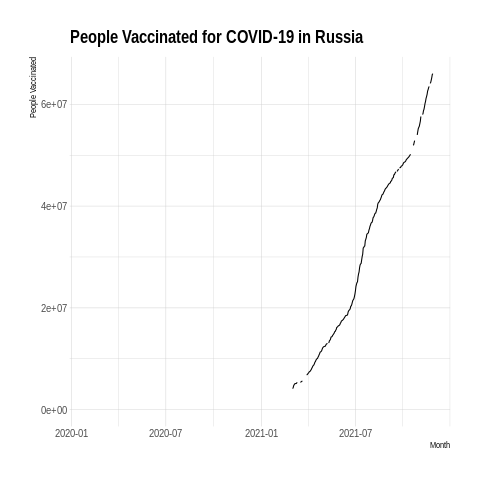 People Vaccinated for COVID-19 in Russia
People Vaccinated
6e+07
4e+07
2e+07
0e+00
2020-01 2020-07 2021-01 2021-07
Month